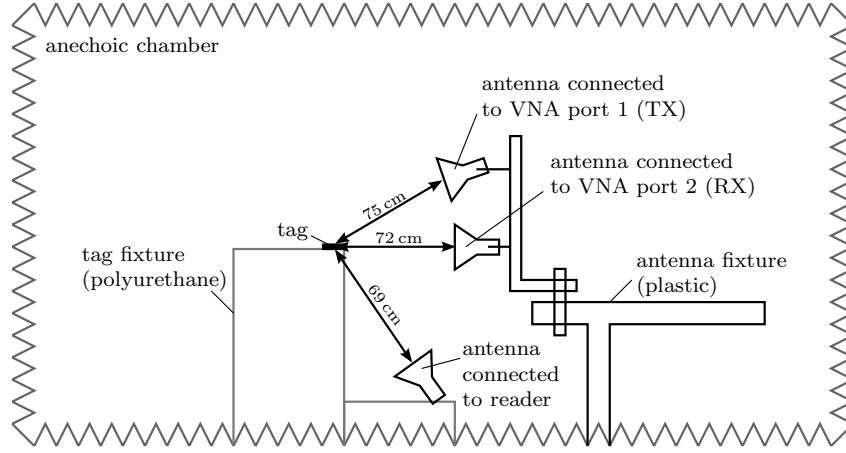 anechoic chamber
antenna connected
to VNA port 1 (TX)
antenna connected
to VNA port 2 (RX)
75 cm
tag
72 cm
tag fixture
(polyurethane)
antenna fixture
(plastic)
69 cm
antenna
connected
to reader